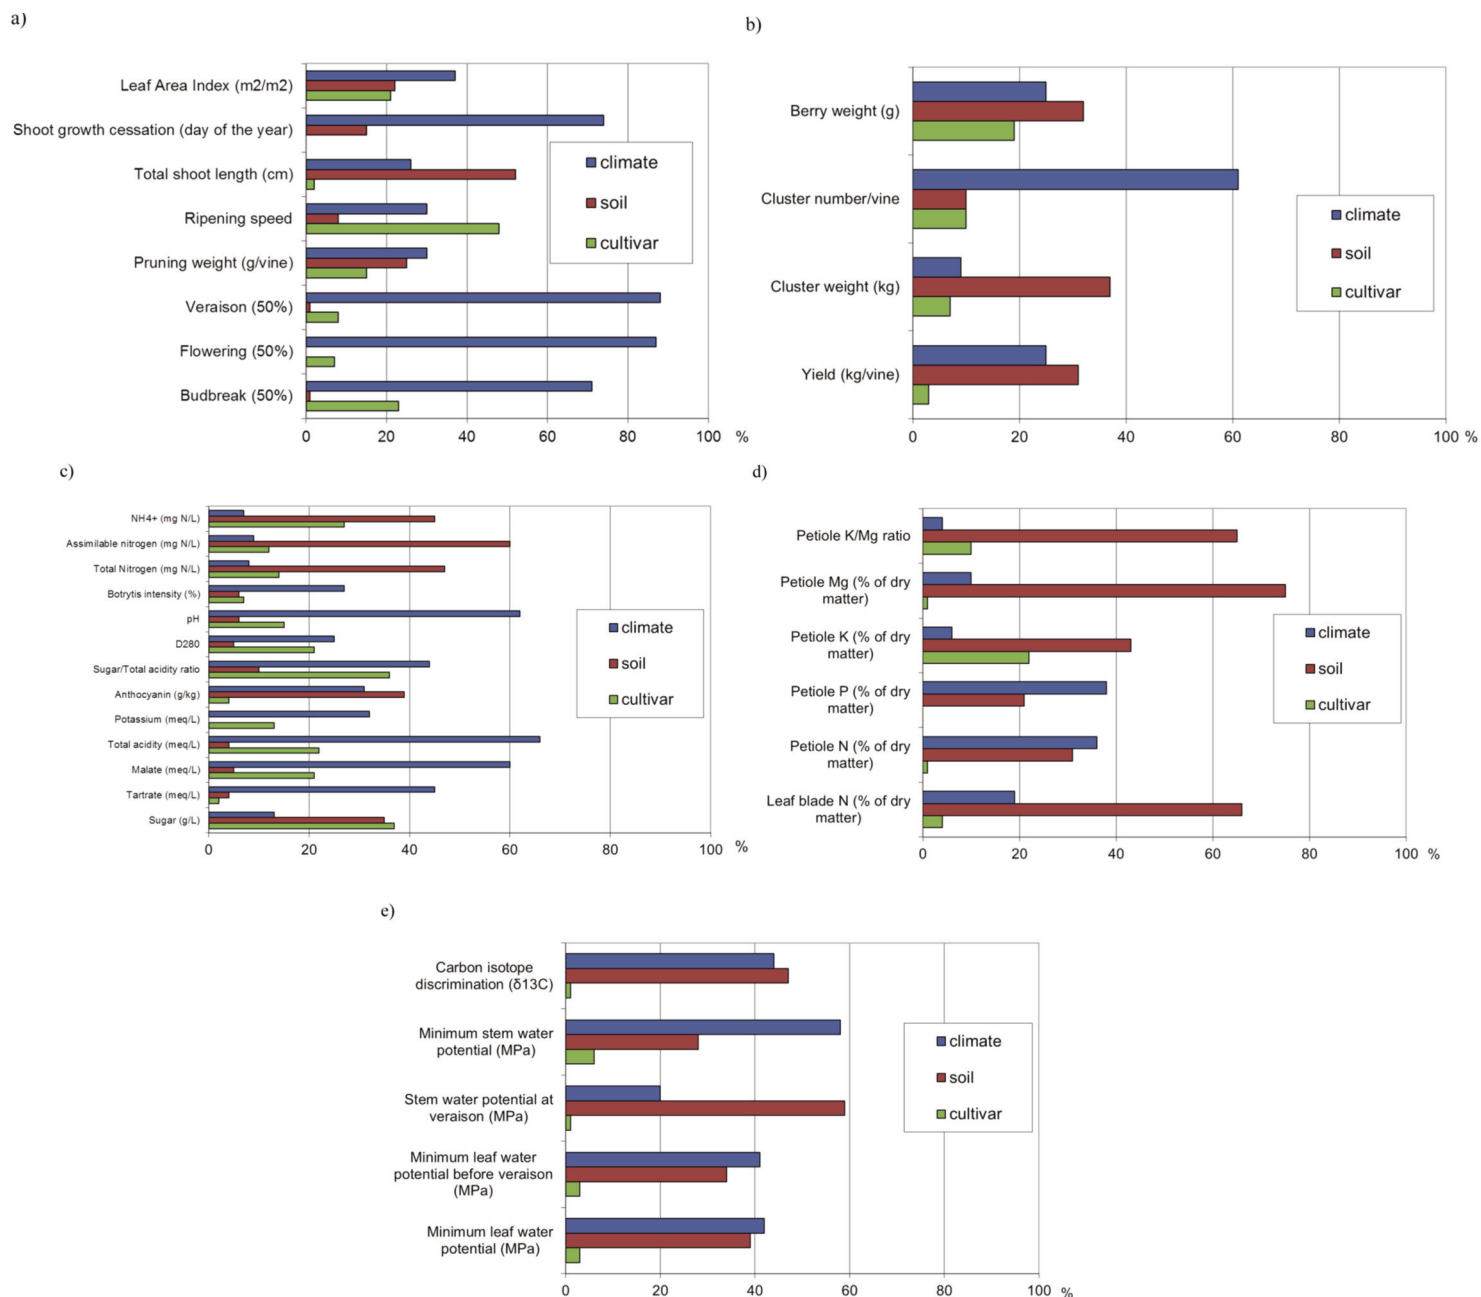 a)
Leaf Area Index (m2/m2)
Shoot growth cessation (day of the year)
Total shoot length (cm)
Ripening speed
Pruning weight (g/vine)
Veraison (50%)
Flowering (50%)
Budbreak (50%)
climate
soil
cultivar
0 20 40 60 80 100 %
b)
Berry weight (g)
Cluster number/vine
Cluster weight (kg)
Yield (kg/vine)
climate
soil
cultivar
0 20 40 60 80 100 %
c)
NH4+ (mg N/L)
Assimilable nitrogen (mg N/L)
Total Nitrogen (mg N/L)
Botrytis intensity (%)
pH
D280
Sugar/Total acidity ratio
Anthocyanin (g/kg)
Potassium (meq/L)
Total acidity (meq/L)
Malate (meq/L)
Tartrate (meq/L)
Sugar (g/L)
climate
soil
cultivar
0 20 40 60 80 100 %
d)
Petiole K/Mg ratio
Petiole Mg (% of dry
matter)
Petiole K (% of dry
matter)
Petiole P (% of dry
matter)
Petiole N (% of dry
matter)
Leaf blade N (% of dry
matter)
climate
soil
cultivar
0 20 40 60 80 100 %
e)
Carbon isotope
discrimination (δ13C)
Minimum stem water
potential (MPa)
Stem water potential at
veraison (MPa)
Minimum leaf water
potential before veraison
(MPa)
Minimum leaf water
potential (MPa)
climate
soil
cultivar
0 20 40 60 80 100 %